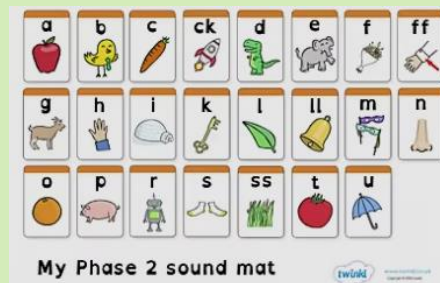 a b c ck d e f ff
g h i k l ll m n
o p r s ss t u
My Phase 2 sound mat
twinkl